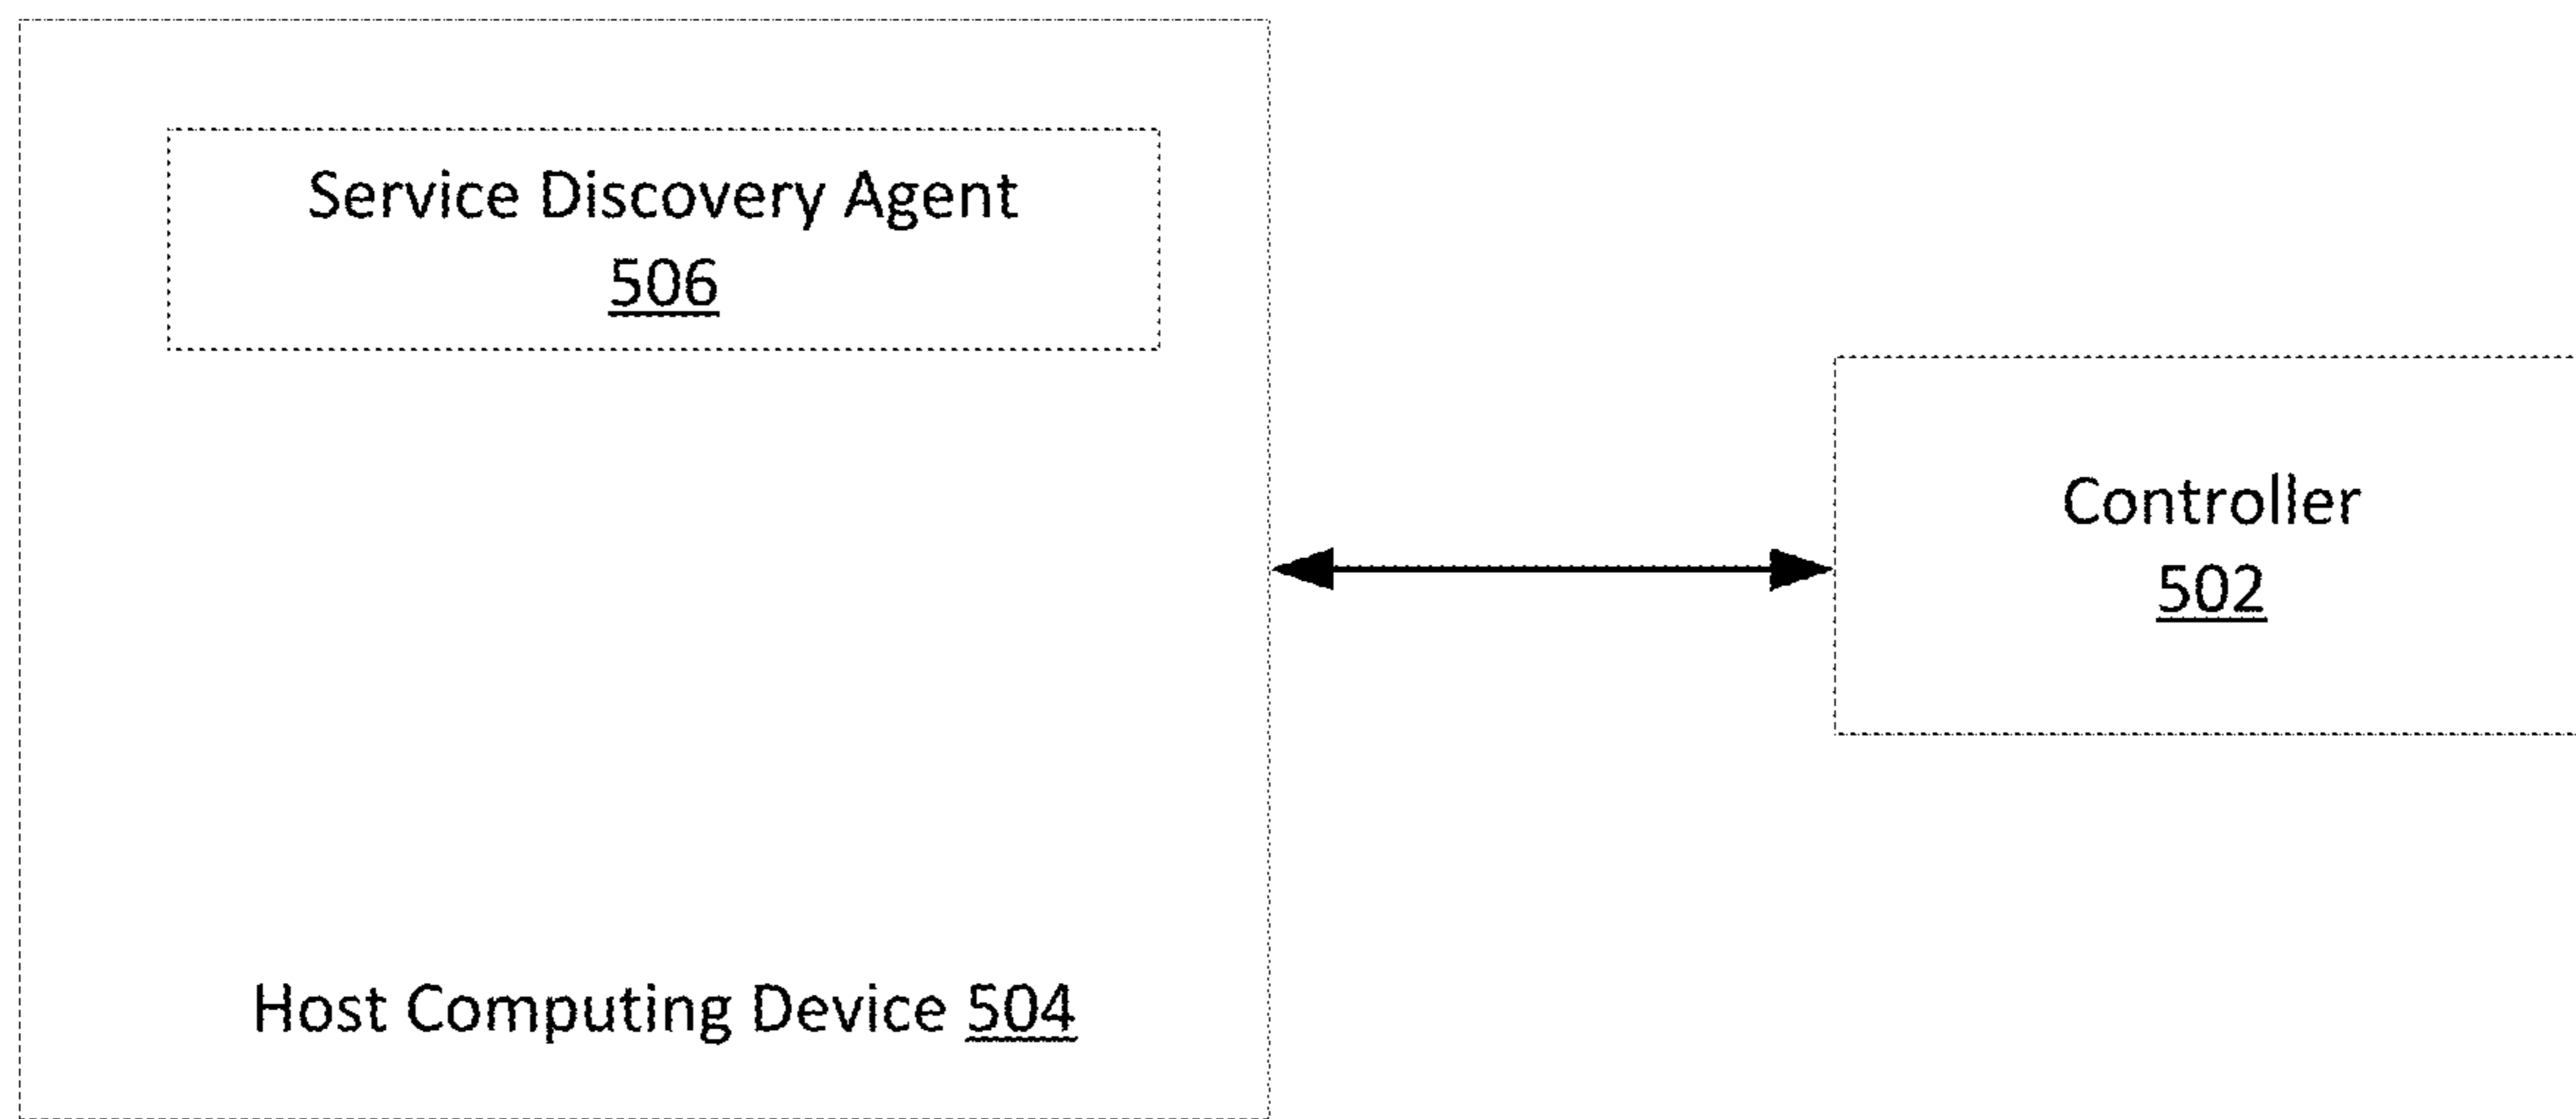 Service Discovery Agent
506
Controller
502
Host Computing Device 504